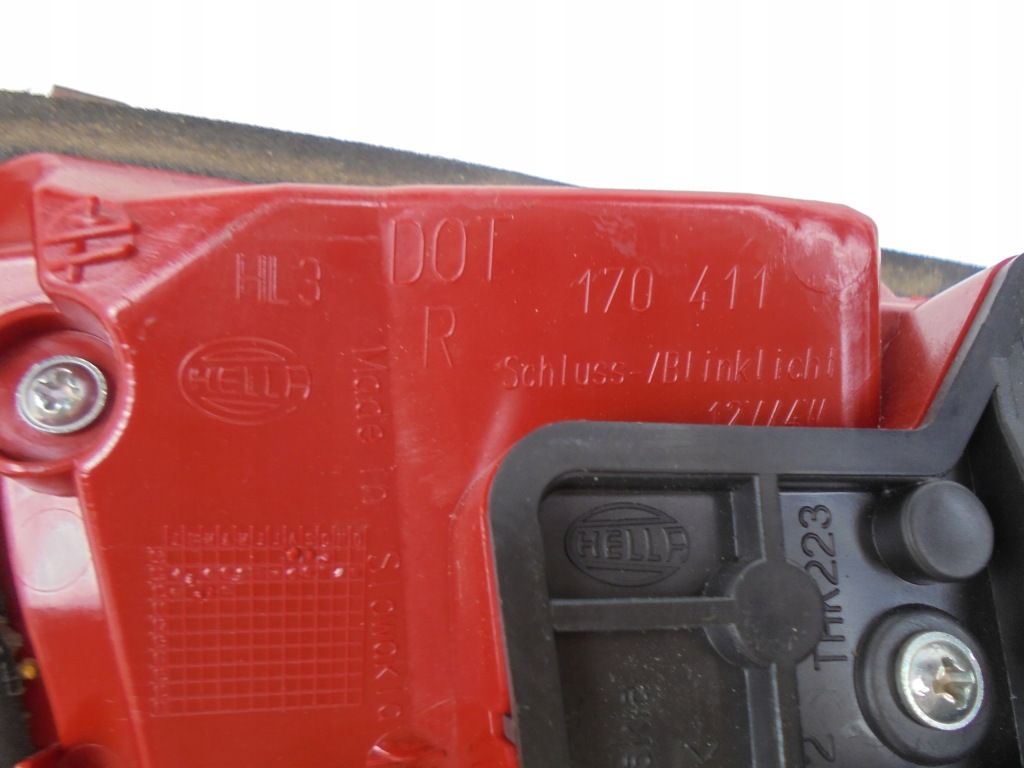 DOT
HL3
170 411
R
HELLA
Schluss-/Blinklicht
Made in Slovakia
HELLA
THK223